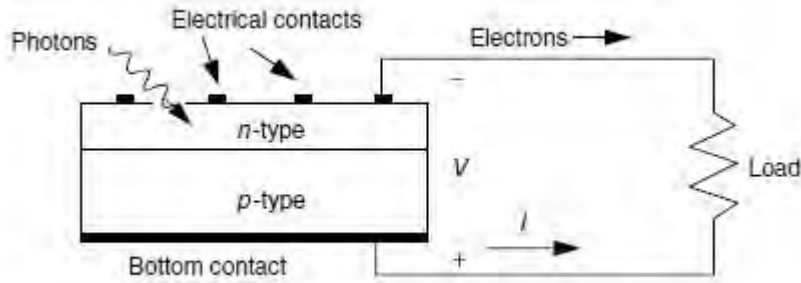 Electrical contacts
Photons
Electrons
−
n-type
V
Load
p-type
I
+
Bottom contact